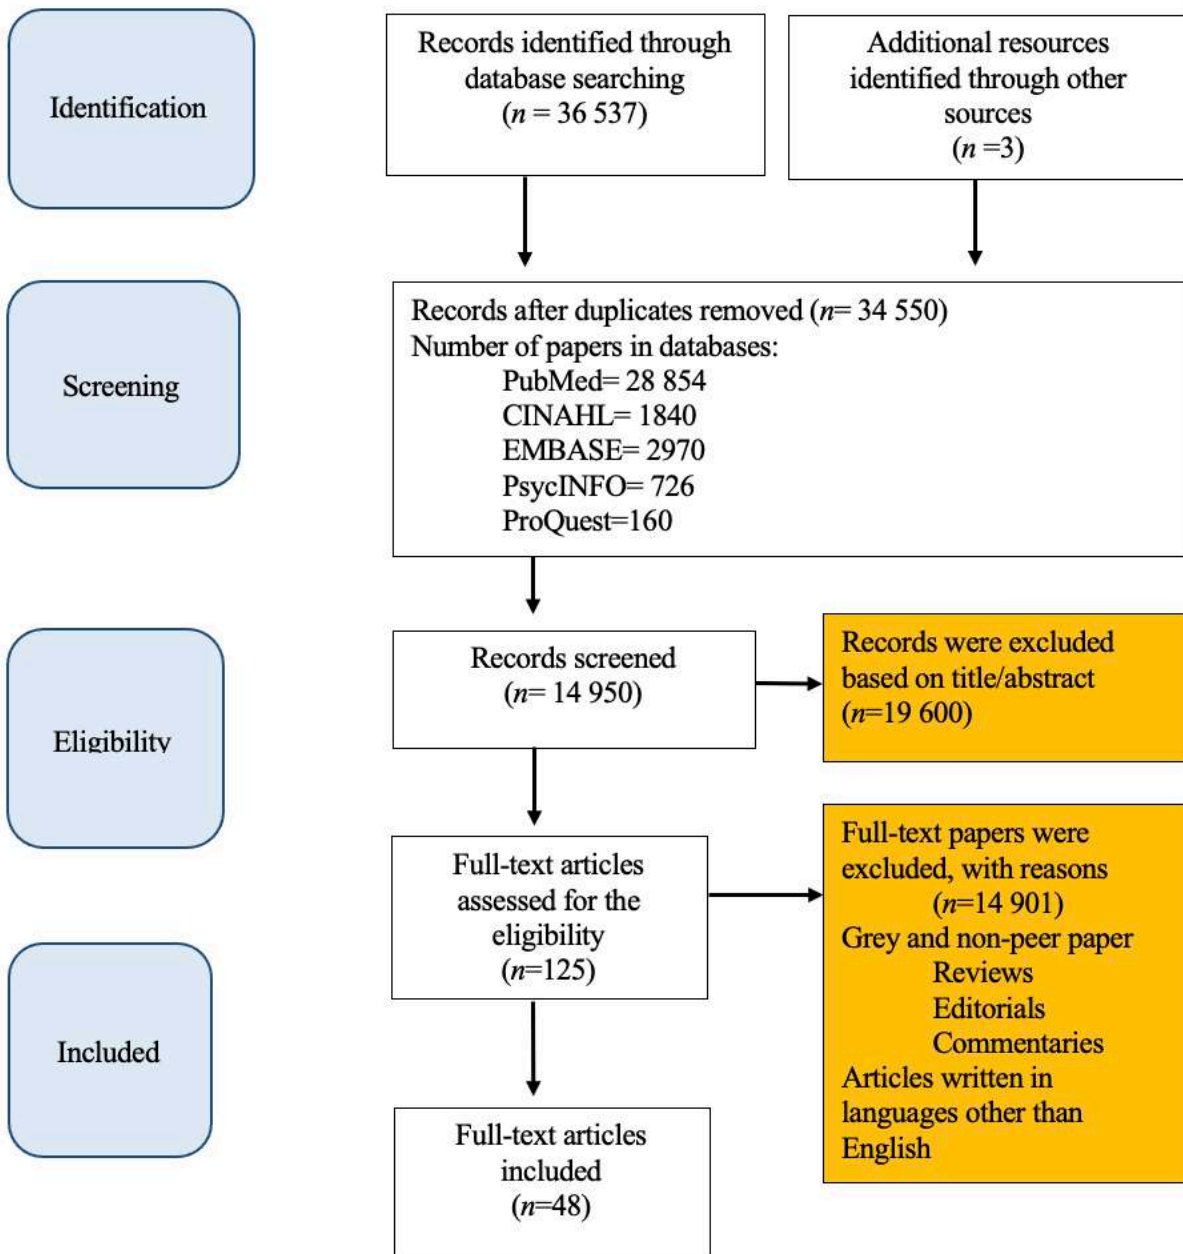 Identification
Records identified through
database searching
(n = 36 537)
Additional resources
identified through other
sources
(n =3)
Screening
Records after duplicates removed (n= 34 550)
Number of papers in databases:
PubMed= 28 854
CINAHL= 1840
EMBASE= 2970
PsycINFO= 726
ProQuest=160
Eligibility
Records screened
(n= 14 950)
Records were excluded
based on title/abstract
(n=19 600)
Full-text articles
assessed for the
eligibility
(n=125)
Full-text papers were
excluded, with reasons
(n=14 901)
Grey and non-peer paper
Reviews
Editorials
Commentaries
Articles written in
languages other than
English
Included
Full-text articles
included
(n=48)